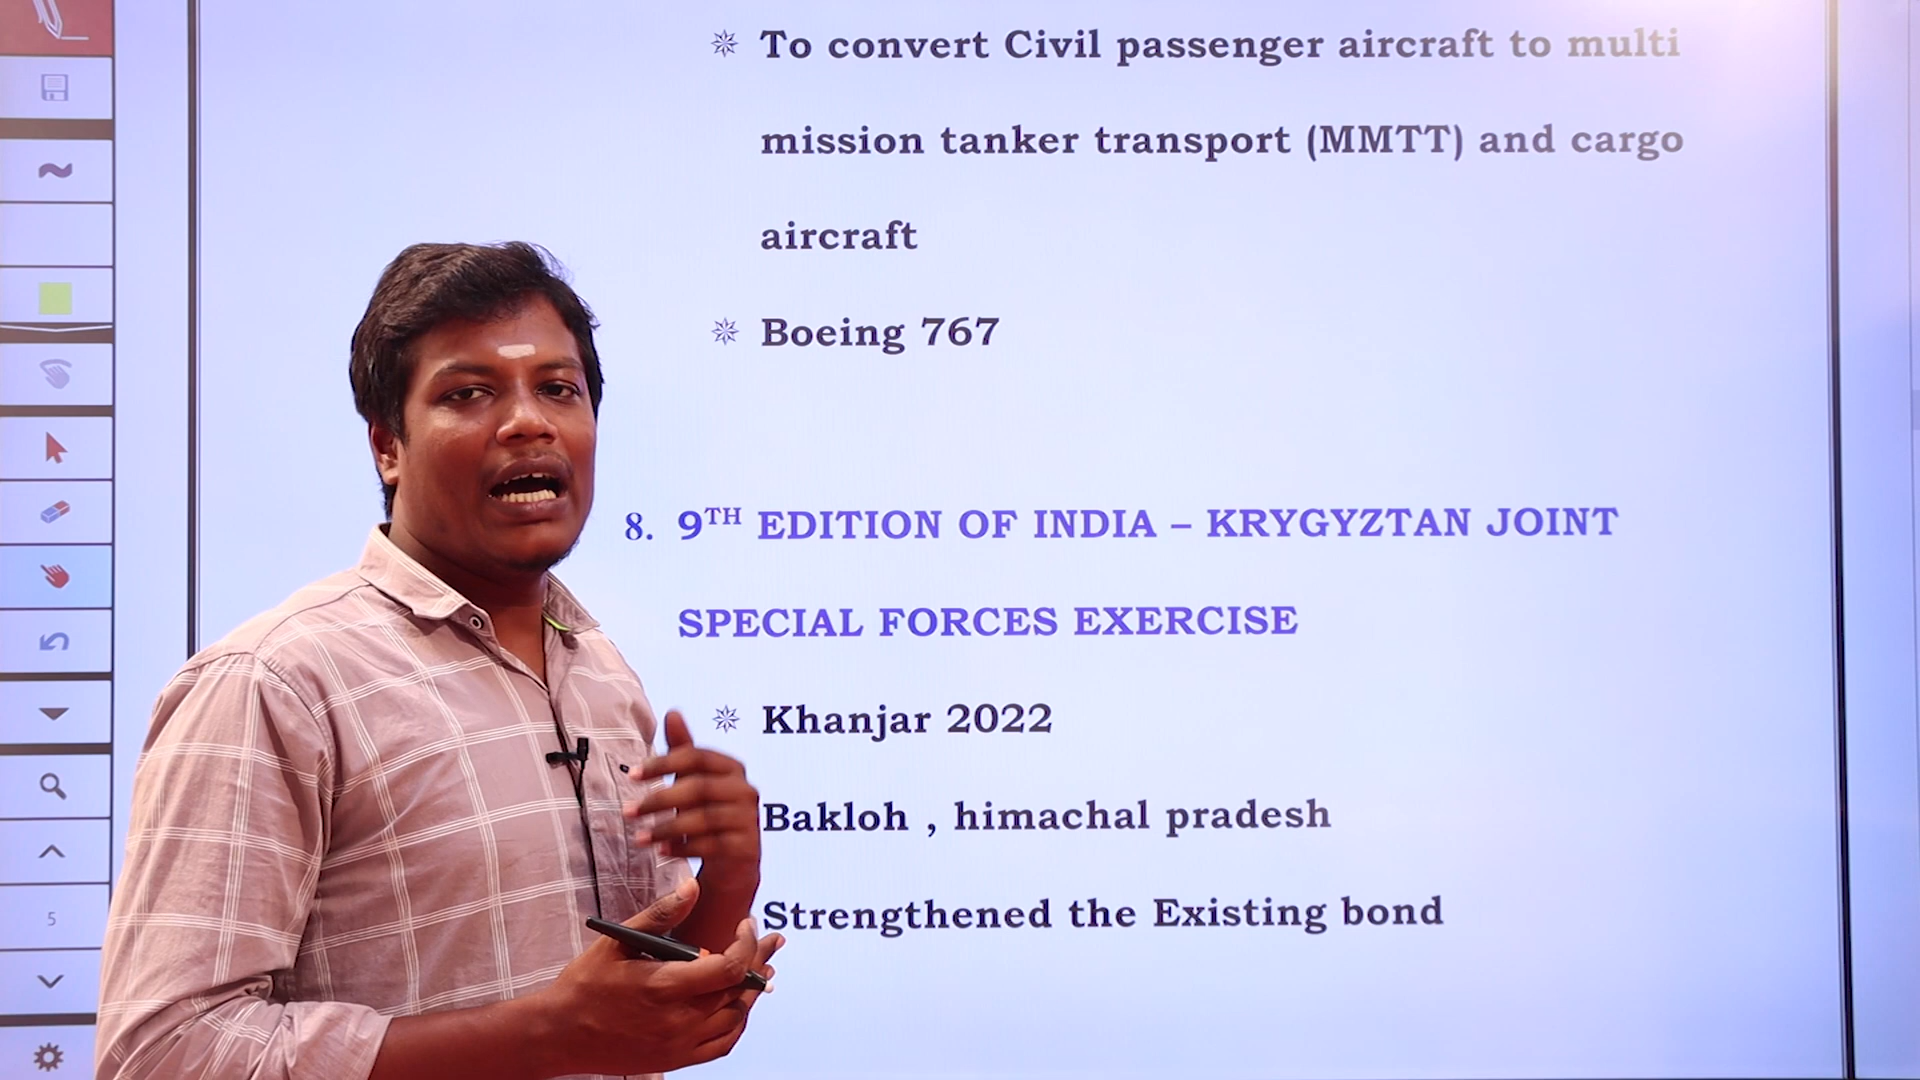 To convert Civil passenger aircraft to multi
mission tanker transport (MMTT) and cargo
aircraft
Boeing 767
8. 9TH EDITION OF INDIA – KRYGYZTAN JOINT
SPECIAL FORCES EXERCISE
Khanjar 2022
Bakloh , himachal pradesh
Strengthened the Existing bond
5